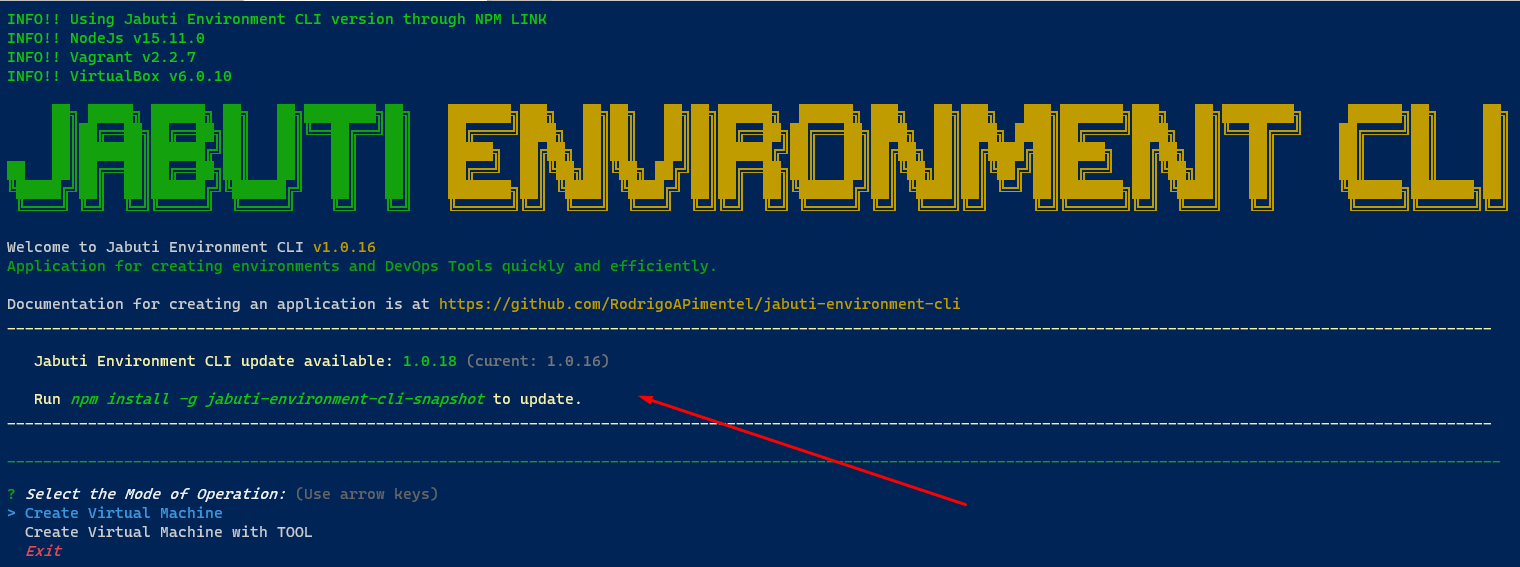 INFO!! Using Jabuti Environment CLI version through NPM LINK
INFO!! NodeJs v15.11.0
INFO!! Vagrant v2.2.7
INFO!! VirtualBox v6.0.10
JABUTI ENVIRONMENT CLI
Welcome to Jabuti Environment CLI v1.0.16
Application for creating environments and DevOps Tools quickly and efficiently.
Documentation for creating an application is at https://github.com/RodrigoAPimentel/jabuti-environment-cli
Jabuti Environment CLI update available: 1.0.18 (curent: 1.0.16)
Run npm install -g jabuti-environment-cli-snapshot to update.
? Select the Mode of Operation: (Use arrow keys)
> Create Virtual Machine
Create Virtual Machine with TOOL
Exit